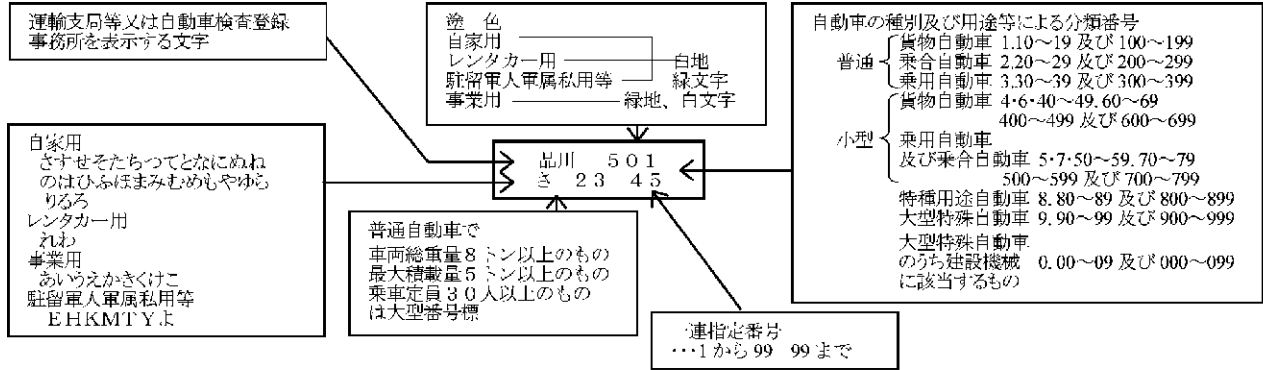 運輸支局等又は自動車検査登録
事務所を表示する文字
塗 色
自家用
レンタカー用 白地
駐留軍人軍属私用等 緑文字
事業用 緑地、白文字
自動車の種別及び用途等による分類番号
普通
貨物自動車 1.10～19 及び 100～199
乗合自動車 2.20～29 及び 200～299
乗用自動車 3.30～39 及び 300～399
小型
貨物自動車 4・6・40～49.60～69
400～499 及び 600～699
乗用自動車
及び乗合自動車 5・7・50～59.70～79
500～599 及び 700～799
特種用途自動車 8.80～89 及び 800～899
大型特殊自動車 9.90～99 及び 900～999
大型特殊自動車
のうち建設機械 0.00～09 及び 000～099
に該当するもの
自家用
さすせそたちつてとなにぬね
のはひふほまみむめもやゆら
りるろ
レンタカー用
れわ
事業用
あいうえかきくけこ
駐留軍人軍属私用等
ＥＨＫＭＴＹよ
品川 ５０１
さ ２３ ４５
普通自動車で
車両総重量８トン以上のもの
最大積載量５トン以上のもの
乗車定員３０人以上のもの
は大型番号標
一連指定番号
・・・1 から 99 99 まで